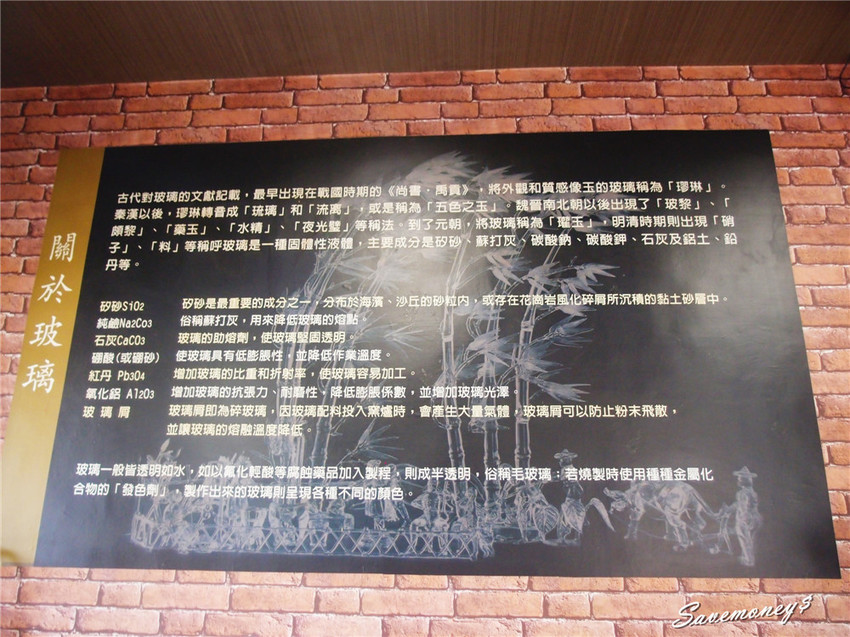 關於玻璃
古代對玻璃的文獻記載，最早出現在戰國時期的《尚書．禹貢》，將外觀和質感像玉的玻璃稱為「璆琳」。
秦漢以後，璆琳轉音成「琉璃」和「流离」，或是稱為「五色之玉」。魏晉南北朝以後出現了「玻黎」、「
頗黎」、「藥玉」、「水精」、「夜光璧」等稱法。到了元朝，將玻璃稱為「瓘玉」，明清時期則出現「硝
子」、「料」等稱呼玻璃是一種固體性液體，主要成分是矽砂、蘇打灰、碳酸鈉、碳酸鉀、石灰及鋁土、鉛
丹等。
矽砂SiO2 矽砂是最重要的成分之一，分布於海濱、沙丘的砂粒內，或存在花崗岩風化碎屑所沉積的黏土砂層中。
純鹼Na2Co3 俗稱蘇打灰，用來降低玻璃的熔點。
石灰CaCO3 玻璃的助熔劑，使玻璃堅固透明。
硼酸(或硼砂) 使玻璃具有低膨脹性，並降低作業溫度。
紅丹 Pb3O4 增加玻璃的比重和折射率，使玻璃容易加工。
氧化鋁 Al2O3 增加玻璃的抗張力、耐磨性、降低膨脹係數，並增加玻璃光澤。
玻 璃 屑 玻璃屑即為碎玻璃，因玻璃配料投入窯爐時，會產生大量氣體，玻璃屑可以防止粉末飛散，
並讓玻璃的熔融溫度降低。
玻璃一般皆透明如水，如以氟化輕酸等腐蝕藥品加入製程，則成半透明，俗稱毛玻璃；若燒製時使用種種金屬化
合物的「發色劑」，製作出來的玻璃則呈現各種不同的顏色。
Savemoney$